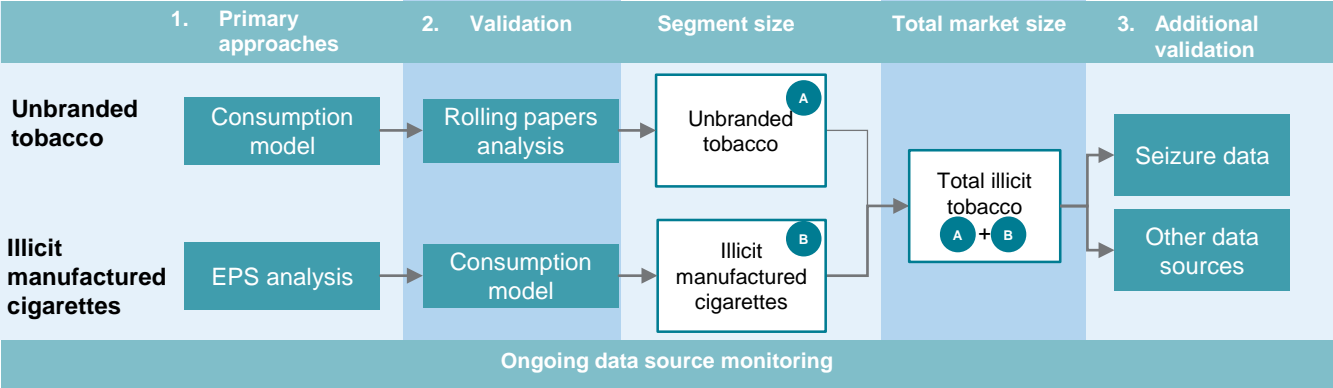 1. Primary
approaches
2. Validation
Segment size
Total market size
3. Additional
validation
Unbranded
tobacco
Consumption
model
Rolling papers
analysis
A
Unbranded
tobacco
Illicit
manufactured
cigarettes
EPS analysis
Consumption
model
B
Illicit
manufactured
cigarettes
Total illicit
tobacco
A + B
Seizure data
Other data
sources
Ongoing data source monitoring